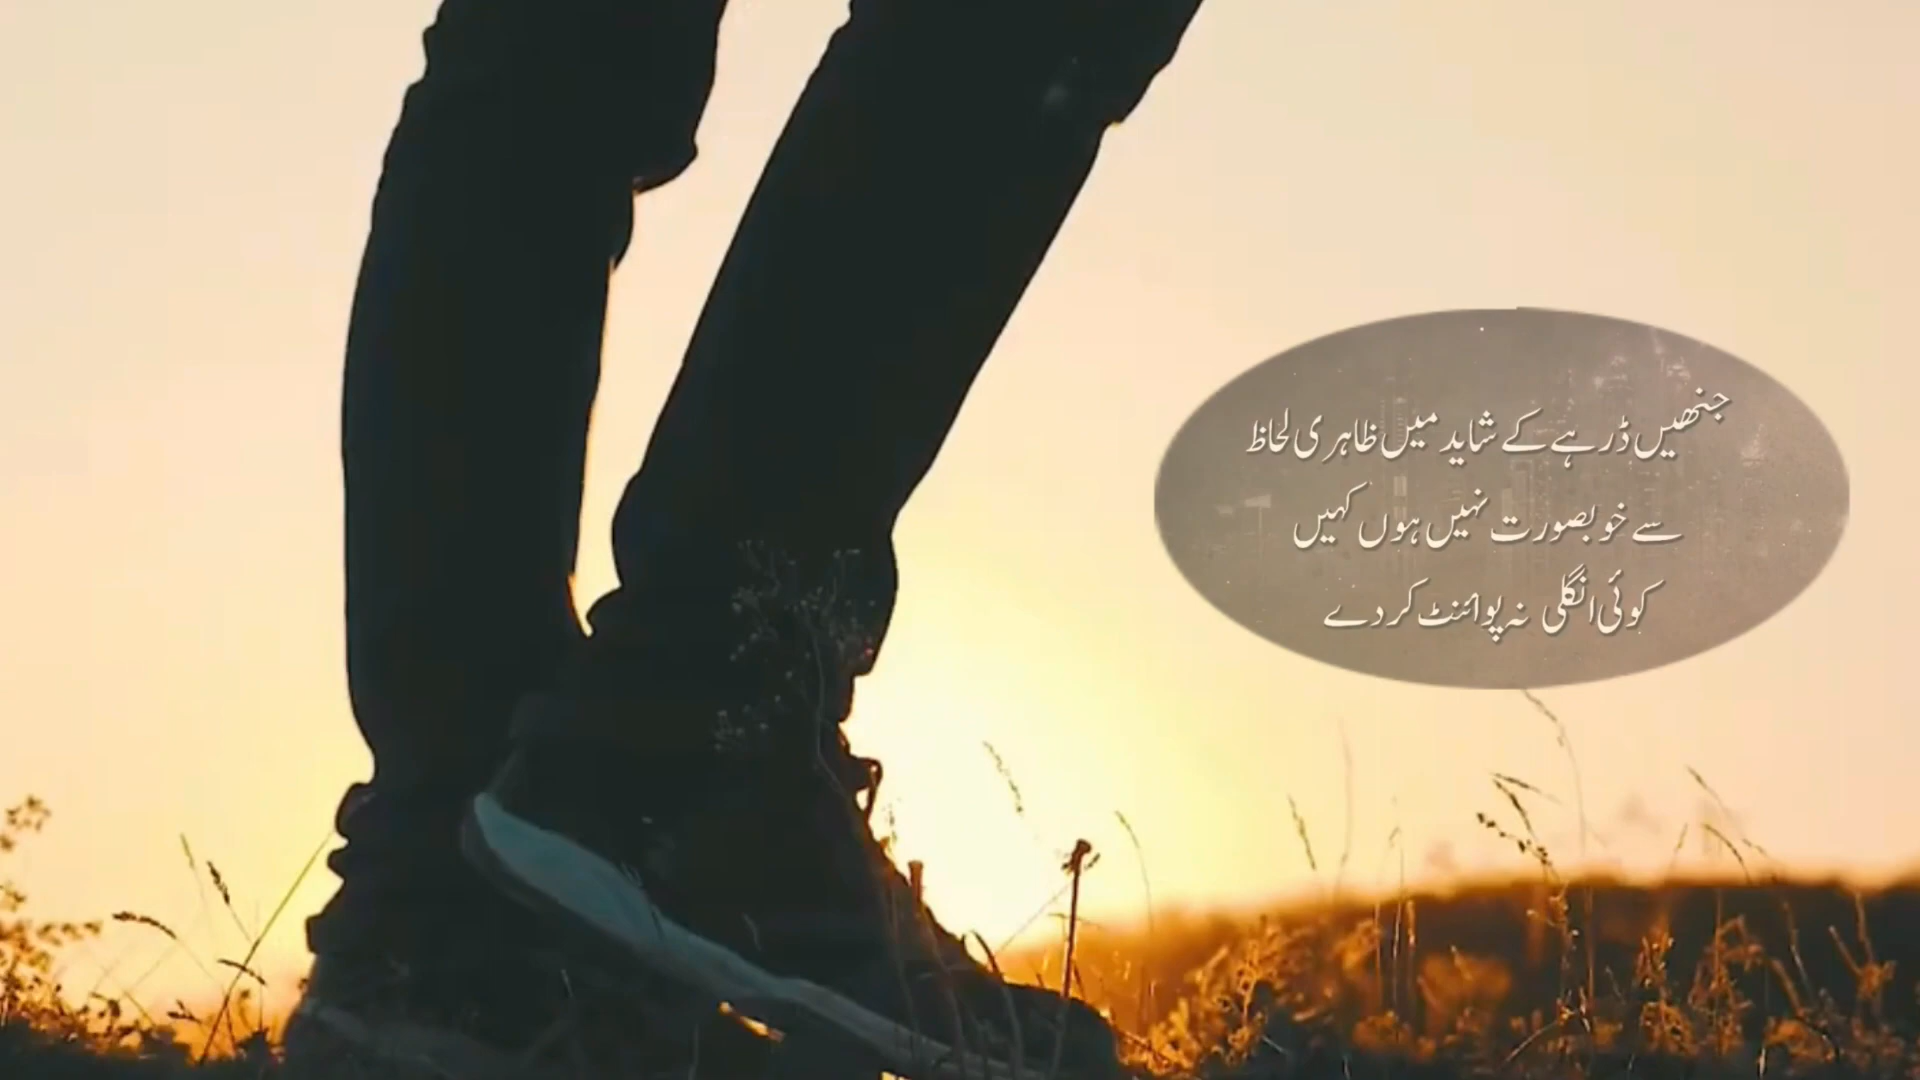 جنھیں ڈر ہے کے شاید میں ظاہری لحاظ
سے خوبصورت نہیں ہوں کہیں
کوئی انگلی نہ پوائنٹ کر دے